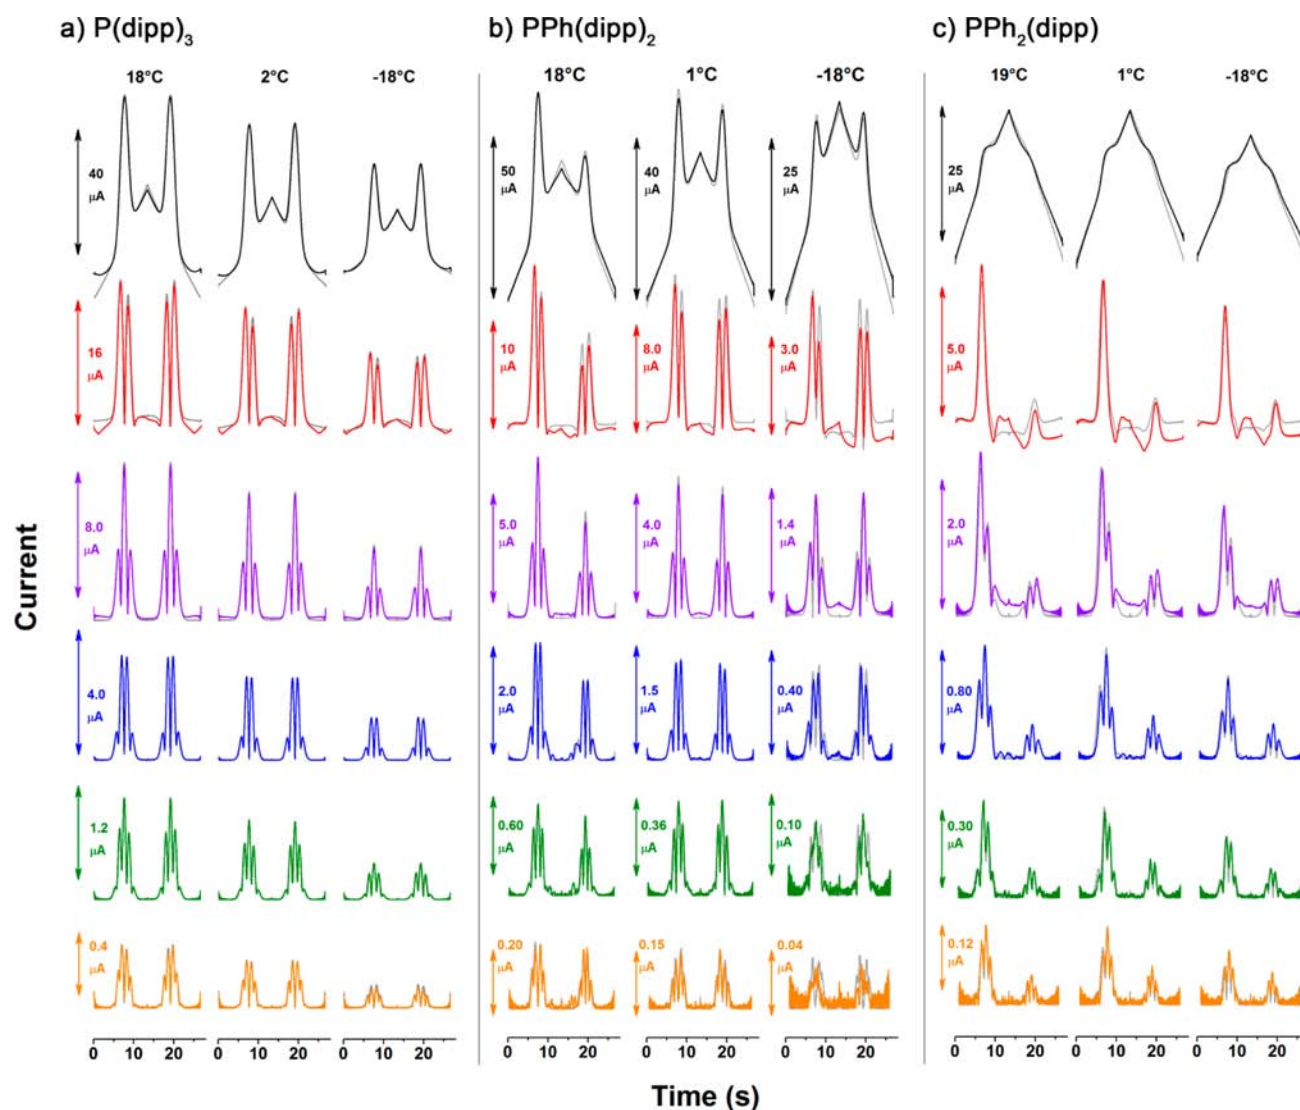 a) P(dipp)3
b) PPh(dipp)2
c) PPh2(dipp)
18°C 2°C -18°C
18°C 1°C -18°C
19°C 1°C -18°C
40
µA
50
µA
40
µA
25
µA
25
µA
16
µA
10
µA
8.0
µA
3.0
µA
5.0
µA
8.0
µA
5.0
µA
4.0
µA
1.4
µA
2.0
µA
4.0
µA
2.0
µA
1.5
µA
0.40
µA
0.80
µA
1.2
µA
0.60
µA
0.36
µA
0.10
µA
0.30
µA
0.4
µA
0.20
µA
0.15
µA
0.04
µA
0.12
µA
Current
0 10 20 0 10 20 0 10 20
0 10 20 0 10 20 0 10 20
0 10 20 0 10 20 0 10 20
Time (s)